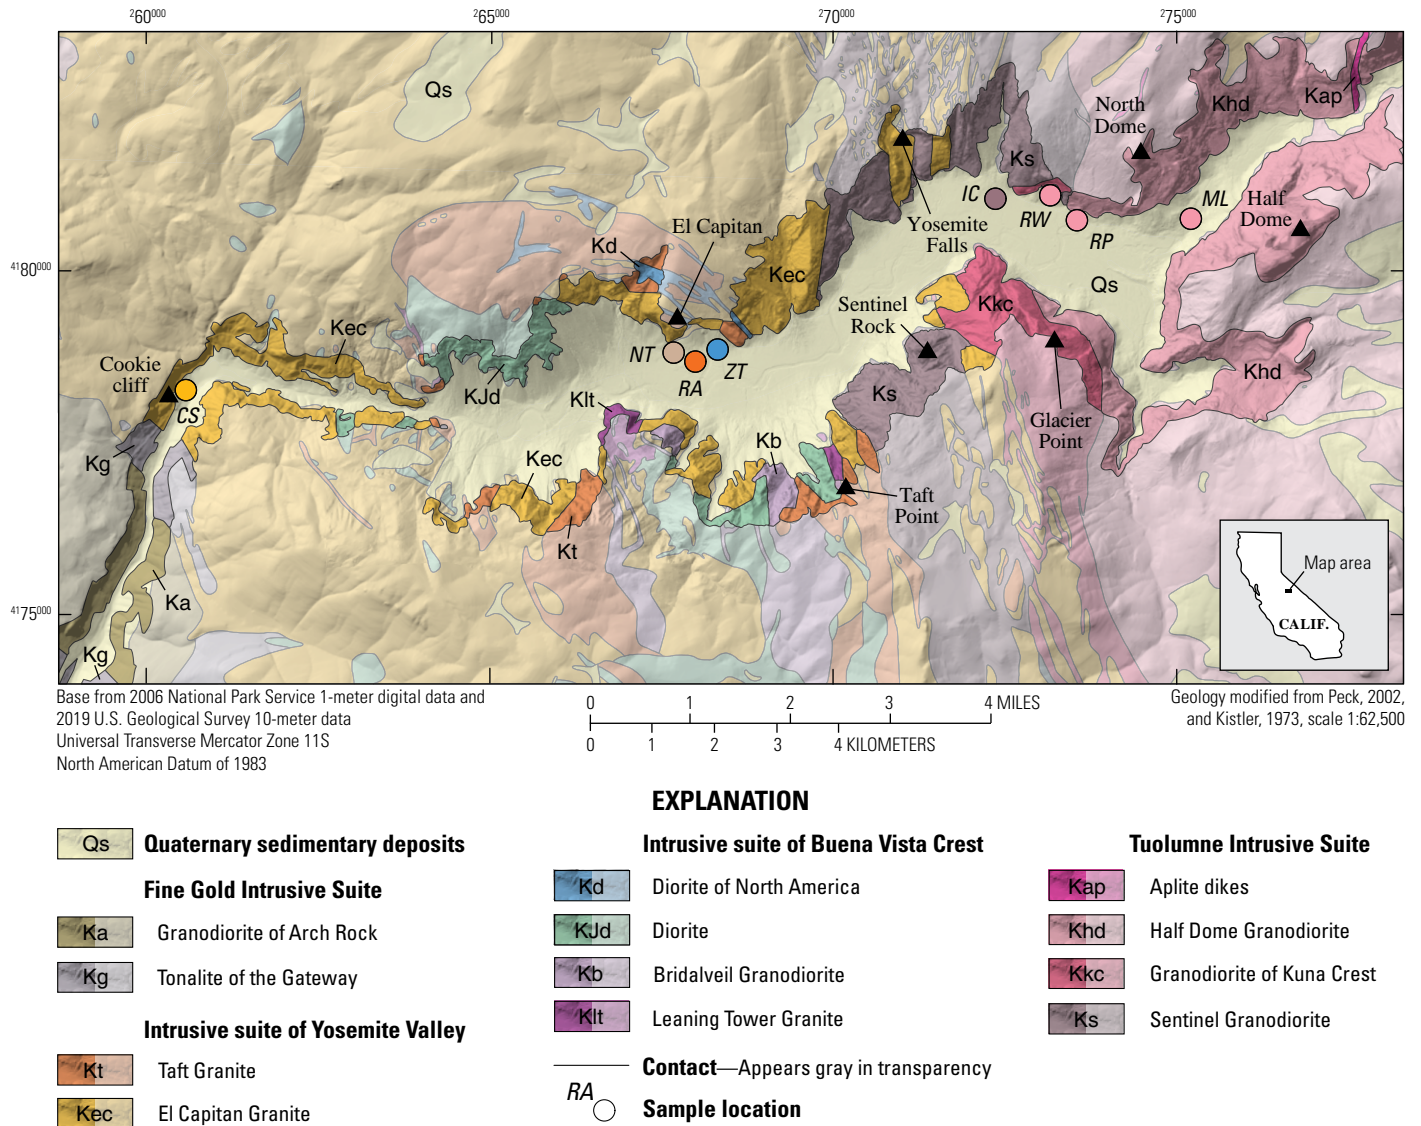 260000
265000
270000
275000
Qs
North
Dome
Khd
Kap
Ks
IC
RW
RP
ML
Half
Dome
Yosemite
Falls
El Capitan
Kd
4180000
Kec
Qs
Sentinel
Rock
Kkc
Kec
Cookie
cliff
CS
KJd
NT
RA
ZT
Klt
Ks
Khd
Glacier
Point
Kb
Kg
Kec
Taft
Point
Kt
Ka
4175000
Kg
Map area
CALIF.
Base from 2006 National Park Service 1-meter digital data and
2019 U.S. Geological Survey 10-meter data
Universal Transverse Mercator Zone 11S
North American Datum of 1983
0 1 2 3 4 MILES
0 1 2 3 4 KILOMETERS
Geology modified from Peck, 2002,
and Kistler, 1973, scale 1:62,500
EXPLANATION
Qs Quaternary sedimentary deposits
Fine Gold Intrusive Suite
Ka Granodiorite of Arch Rock
Kg Tonalite of the Gateway
Intrusive suite of Yosemite Valley
Kt Taft Granite
Kec El Capitan Granite
Intrusive suite of Buena Vista Crest
Kd Diorite of North America
KJd Diorite
Kb Bridalveil Granodiorite
Klt Leaning Tower Granite
Contact—Appears gray in transparency
RA Sample location
Tuolumne Intrusive Suite
Kap Aplite dikes
Khd Half Dome Granodiorite
Kkc Granodiorite of Kuna Crest
Ks Sentinel Granodiorite